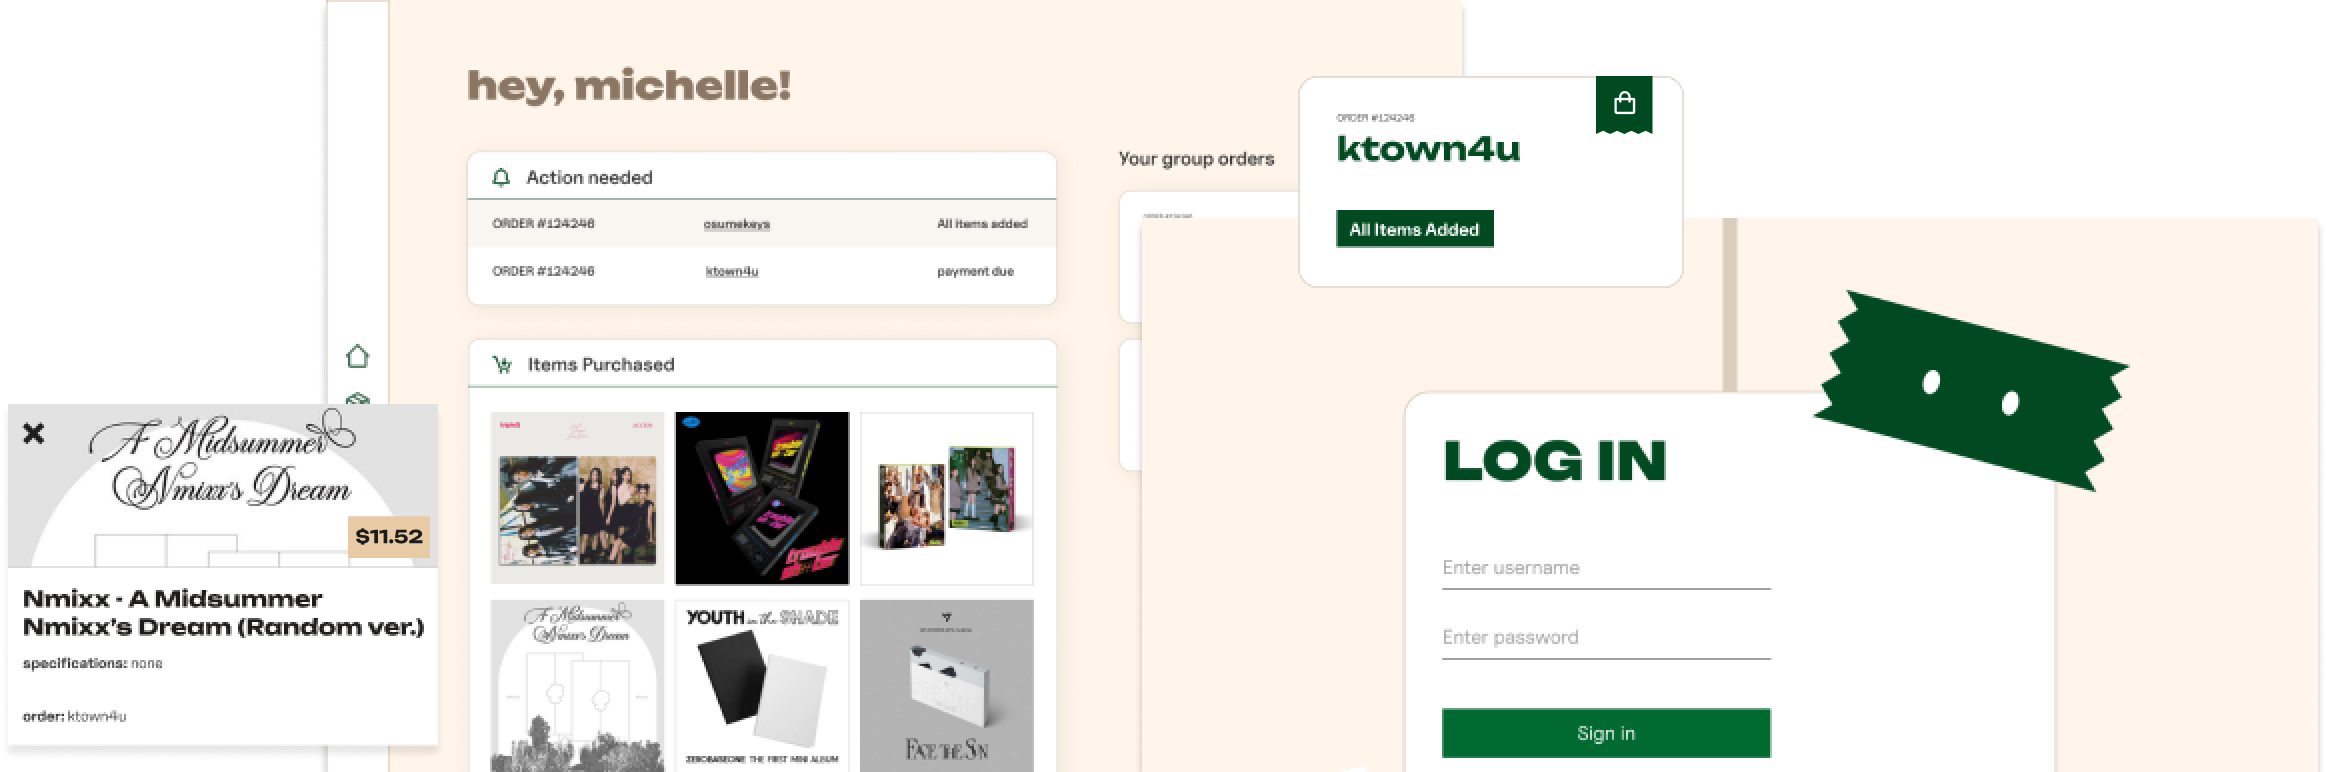 hey, michelle!
Action needed
ORDER #124246 osumekeys All items added
ORDER #124246 ktown4u payment due
Items Purchased
YOUTH in the SHADE
ZEROBASEONE THE FIRST MINI ALBUM
A Midsummer
Nmixx's Dream
FACE THE SUN
Your group orders
ORDER #124246
ktown4u
All Items Added
A Midsummer
Nmixx's Dream
$11.52
Nmixx - A Midsummer
Nmixx's Dream (Random ver.)
specifications: none
order: ktown4u
LOG IN
Enter username
Enter password
Sign in